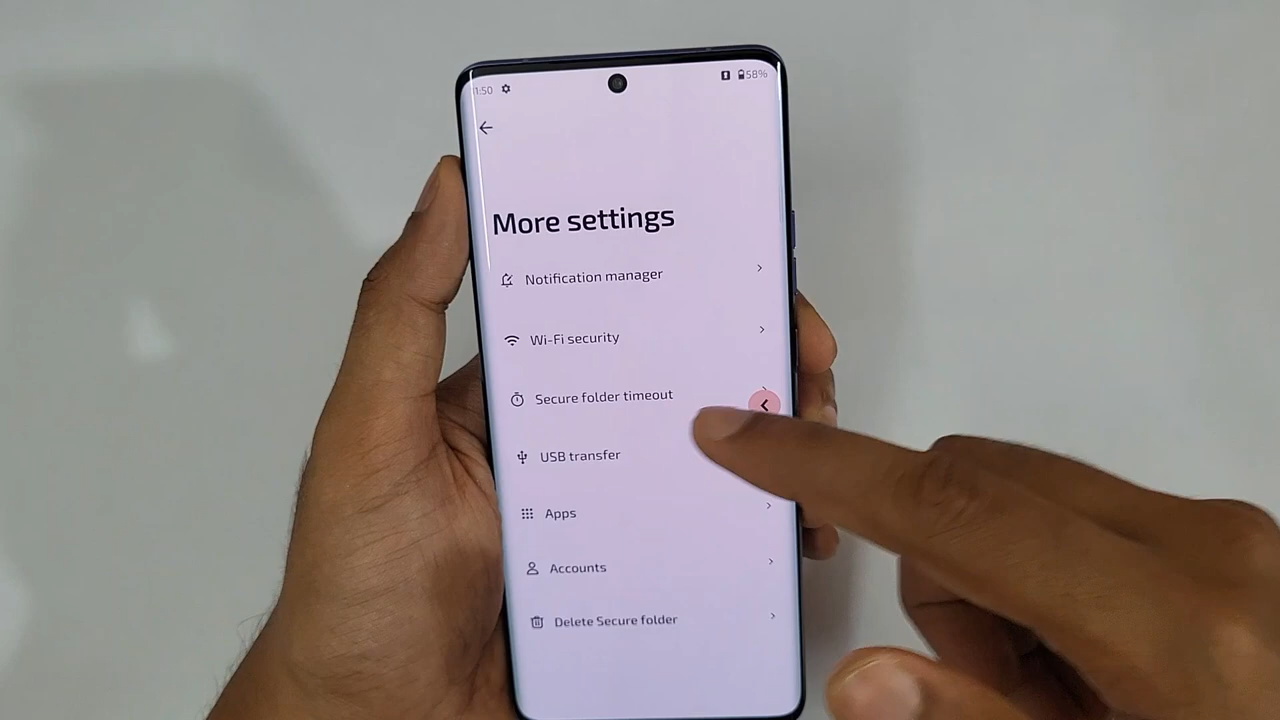 1:50 58%
More settings
Notification manager
Wi-Fi security
Secure folder timeout
USB transfer
Apps
Accounts
Delete Secure folder